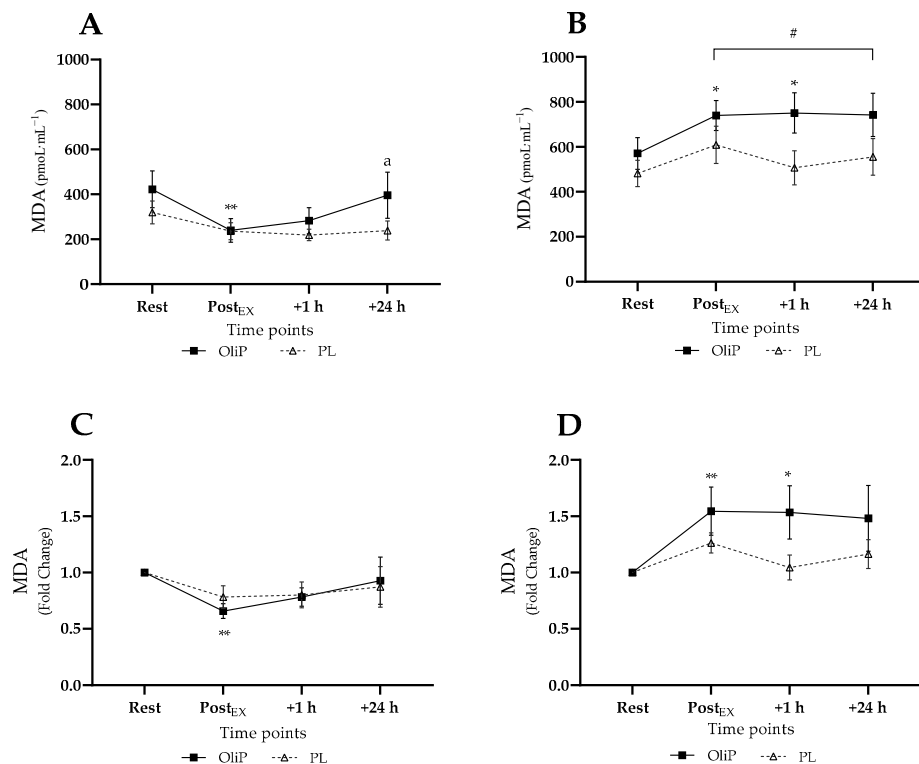 A
1000
800
600
400
200
0
MDA (pmoL·mL⁻¹)
**
a
Rest PostEX +1 h +24 h
Time points
OliP PL
B
#
1000
800
600
400
200
0
MDA (pmoL·mL⁻¹)
* *
Rest PostEX +1 h +24 h
Time points
OliP PL
C
2.0
1.5
1.0
0.5
0.0
MDA
(Fold Change)
**
Rest PostEX +1 h +24 h
Time points
OliP PL
D
2.0
1.5
1.0
0.5
0.0
MDA
(Fold Change)
** *
Rest PostEX +1 h +24 h
Time points
OliP PL